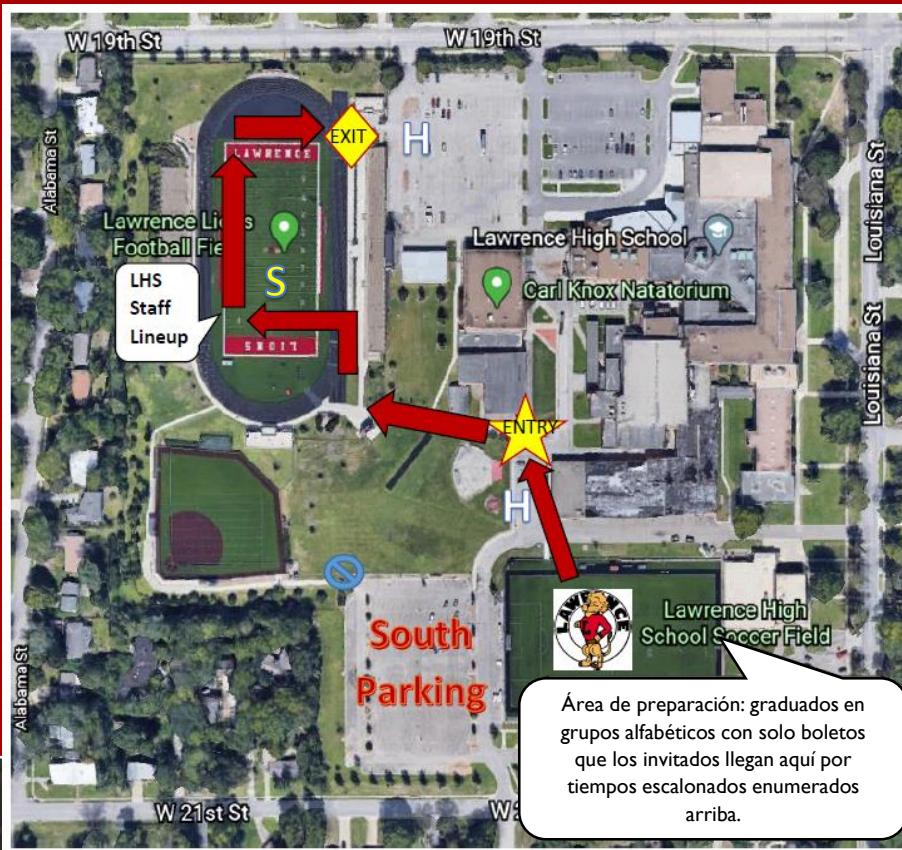 W 19th St
W 19th St
EXIT
H
LAWRENCE
Alabama St
Louisiana St
Lawrence Lions
Football Fie
S
Lawrence High School
Carl Knox Natatorium
LHS
Staff
Lineup
LIONS
Louisiana St
ENTRY
H
LAWRENCE
Lawrence High
School Soccer Field
South
Parking
Alabama St
Área de preparación: graduados en
grupos alfabéticos con solo boletos
que los invitados llegan aquí por
tiempos escalonados enumerados
arriba.
W 21st St
W 2